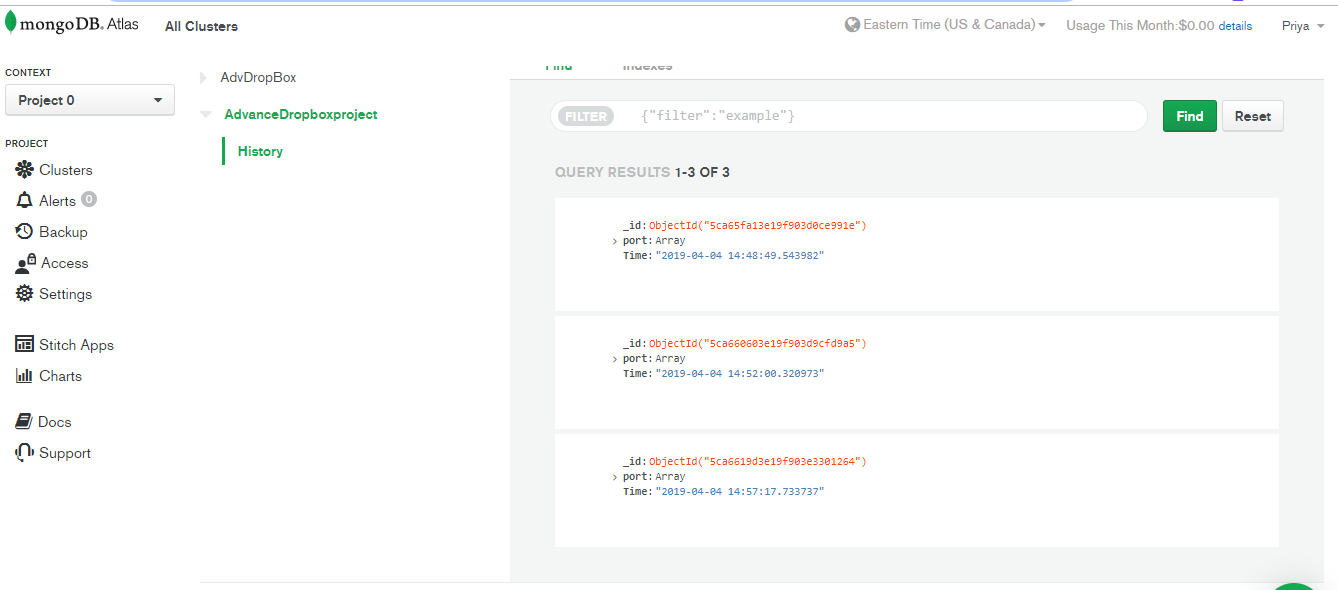 mongoDB. Atlas
All Clusters
Eastern Time (US & Canada)
Usage This Month:$0.00 details
Priya
CONTEXT
Project 0
PROJECT
Clusters
Alerts 0
Backup
Access
Settings
Stitch Apps
Charts
Docs
Support
AdvDropBox
AdvanceDropboxproject
History
Find
Indexes
FILTER {"filter":"example"}
Find
Reset
QUERY RESULTS 1-3 OF 3
_id:ObjectId("5ca65fa13e19f903d0ce991e")
port:Array
Time:"2019-04-04 14:48:49.543982"
_id:ObjectId("5ca660603e19f903d9cfd9a5")
port:Array
Time:"2019-04-04 14:52:00.320973"
_id:ObjectId("5ca6619d3e19f903e3301264")
port:Array
Time:"2019-04-04 14:57:17.733737"